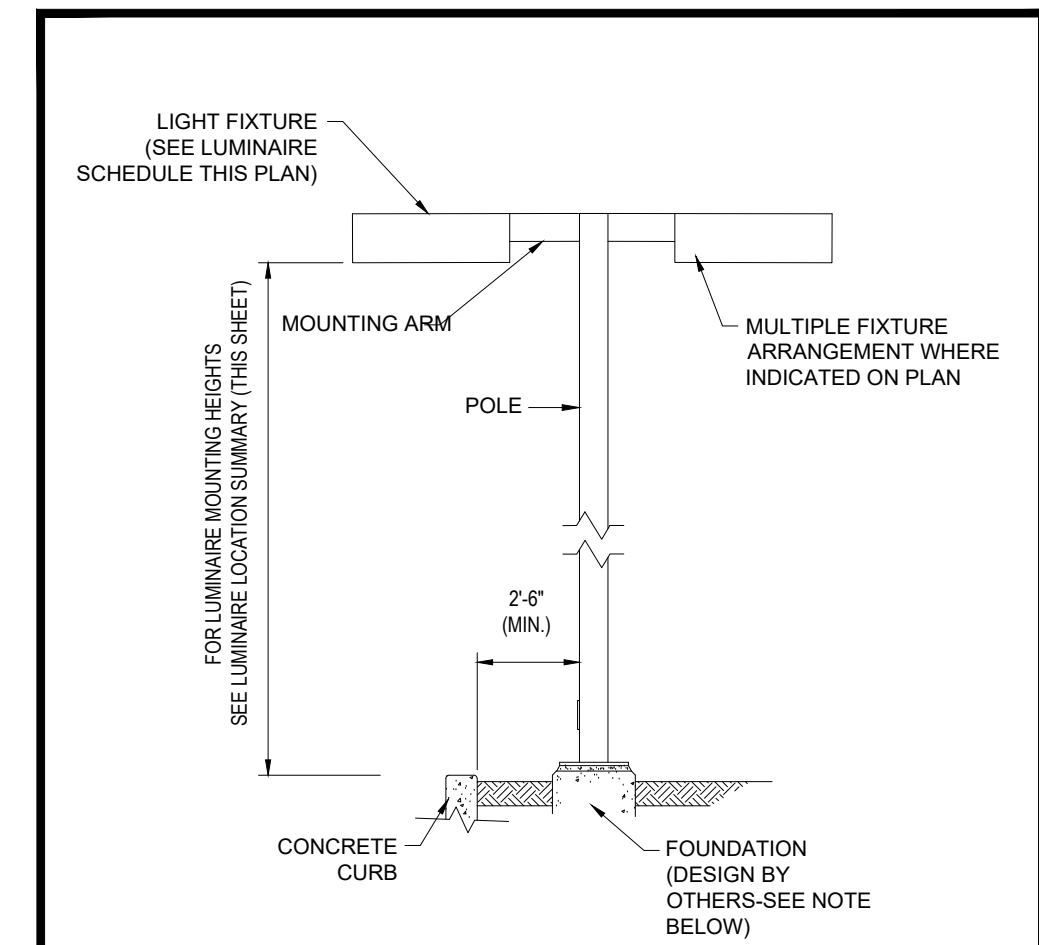 LIGHT FIXTURE
(SEE LUMINAIRE
SCHEDULE THIS PLAN)
MOUNTING ARM
MULTIPLE FIXTURE
ARRANGEMENT WHERE
INDICATED ON PLAN
POLE
FOR LUMINAIRE MOUNTING HEIGHTS
SEE LUMINAIRE LOCATION SUMMARY (THIS SHEET)
2'-6"
(MIN.)
CONCRETE
CURB
FOUNDATION
(DESIGN BY
OTHERS-SEE NOTE
BELOW)